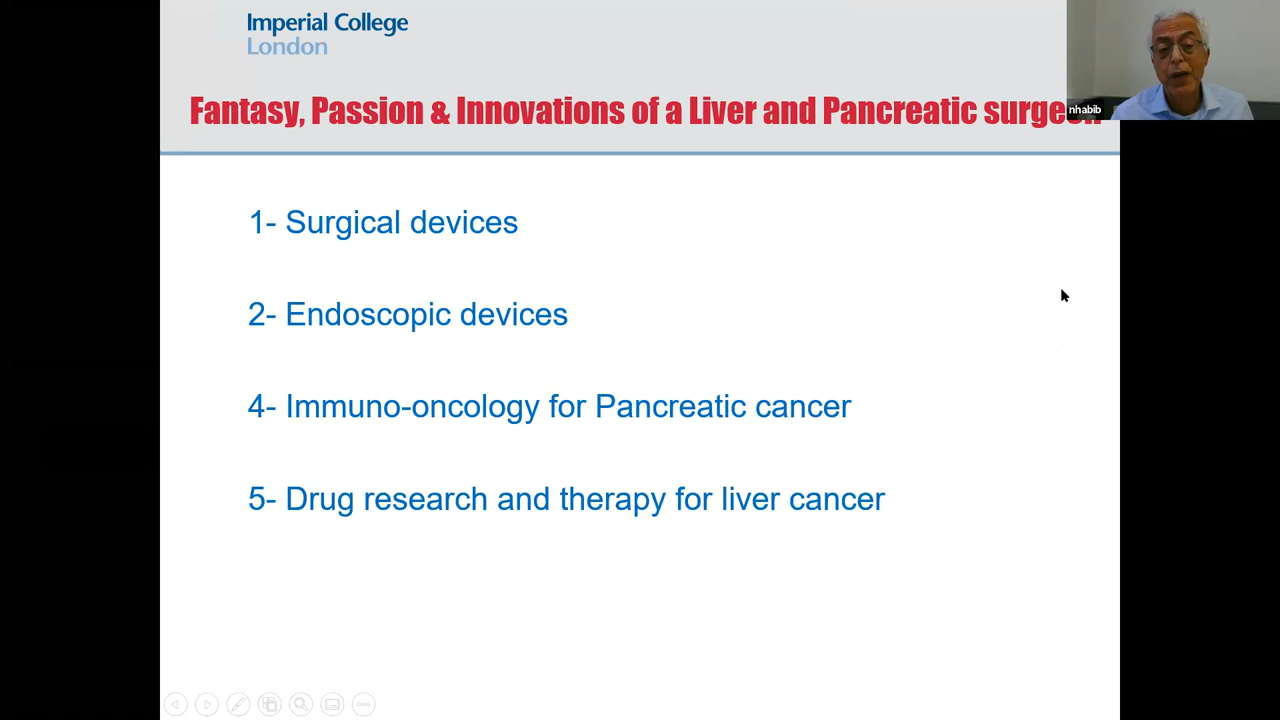 Imperial College
London
Fantasy, Passion & Innovations of a Liver and Pancreatic surgeon
nhabib
1- Surgical devices
2- Endoscopic devices
4- Immuno-oncology for Pancreatic cancer
5- Drug research and therapy for liver cancer